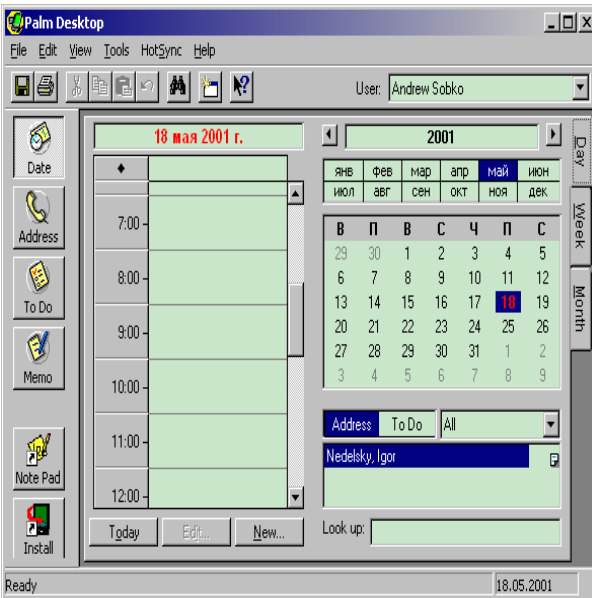 Palm Desktop
File Edit View Tools HotSync Help
User: Andrew Sobko
Date
Address
To Do
Memo
Note Pad
Install
18 мая 2001 г.
7:00
8:00
9:00
10:00
11:00
12:00
Today Edit... New...
2001
янв фев мар апр май июн
июл авг сен окт ноя дек
В П В С Ч П С
29 30 1 2 3 4 5
6 7 8 9 10 11 12
13 14 15 16 17 18 19
20 21 22 23 24 25 26
27 28 29 30 31 1 2
3 4 5 6 7 8 9
Address To Do All
Nedelsky, Igor
Look up:
Day
Week
Month
Ready 18.05.2001